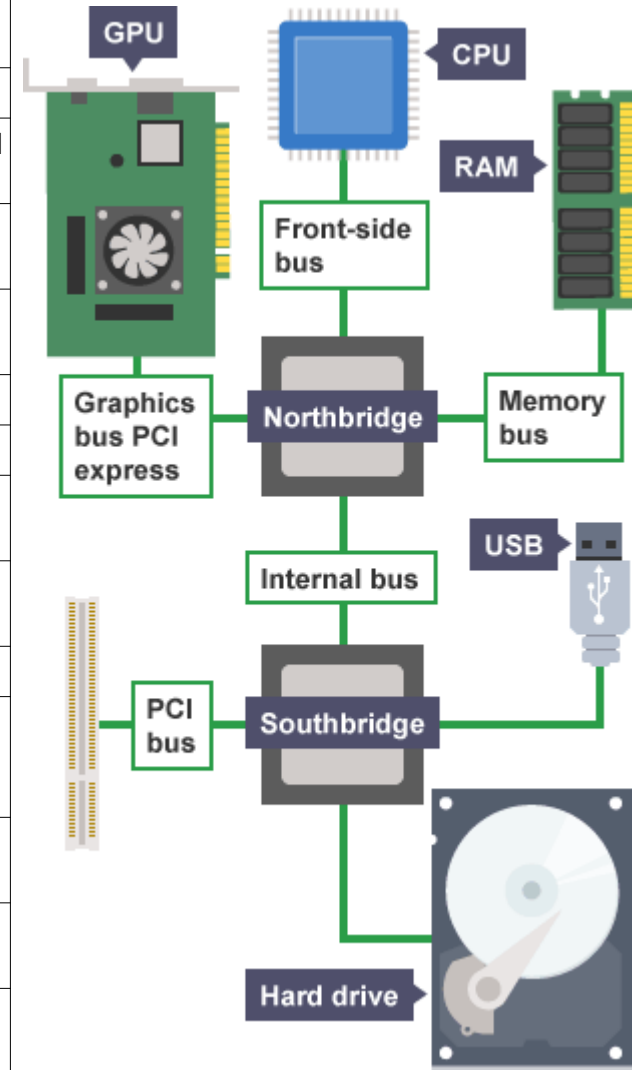 GPU
CPU
RAM
Front-side
bus
Graphics
bus PCI
express
Northbridge
Memory
bus
USB
Internal bus
PCI
bus
Southbridge
Hard drive